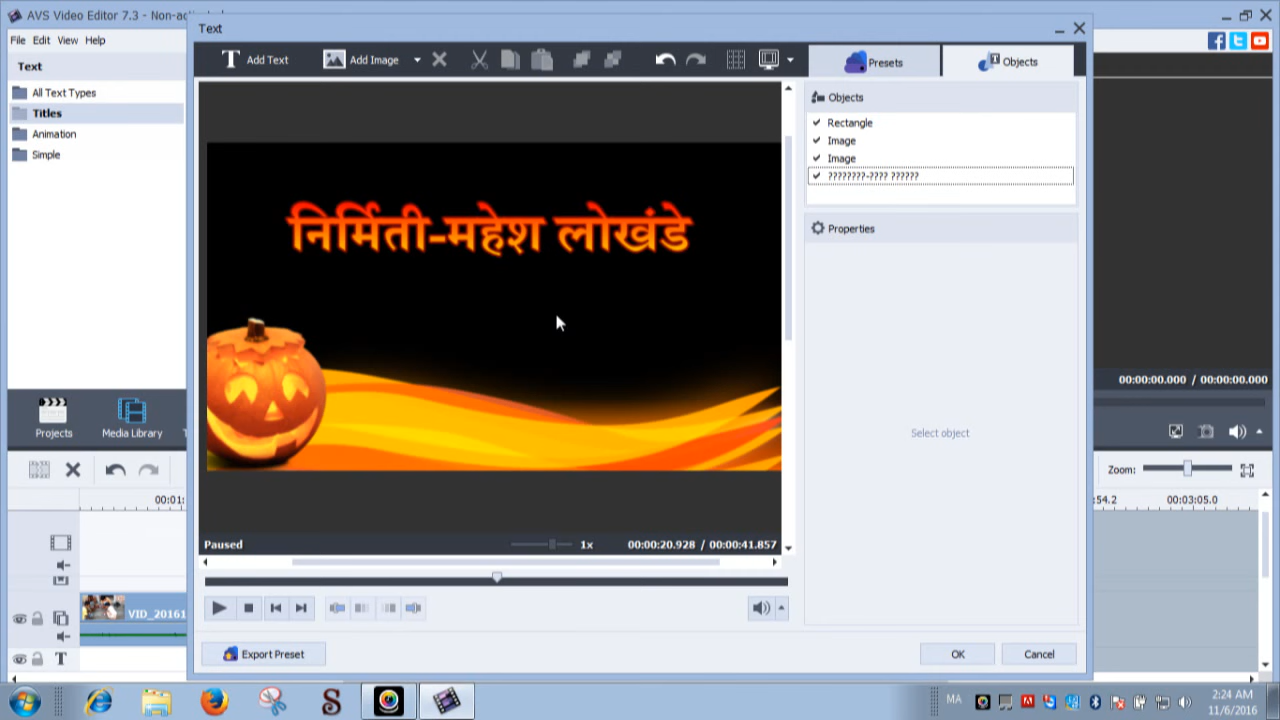 AVS Video Editor 7.3 - Non-
Text
File Edit View Help
Text
All Text Types
Titles
Animation
Simple
Projects
Media Library
Add Text
Add Image
Presets
Objects
Objects
Rectangle
Image
Image
????????-???? ??????
Properties
Select object
निर्मिती-महेश लोखंडे
Paused
1x
00:00:20.928 / 00:00:41.857
Export Preset
OK
Cancel
00:00:00.000 / 00:00:00.000
Zoom:
00:01:
:54.2
00:03:05.0
VID_20161
T
MA
2:24 AM
11/6/2016